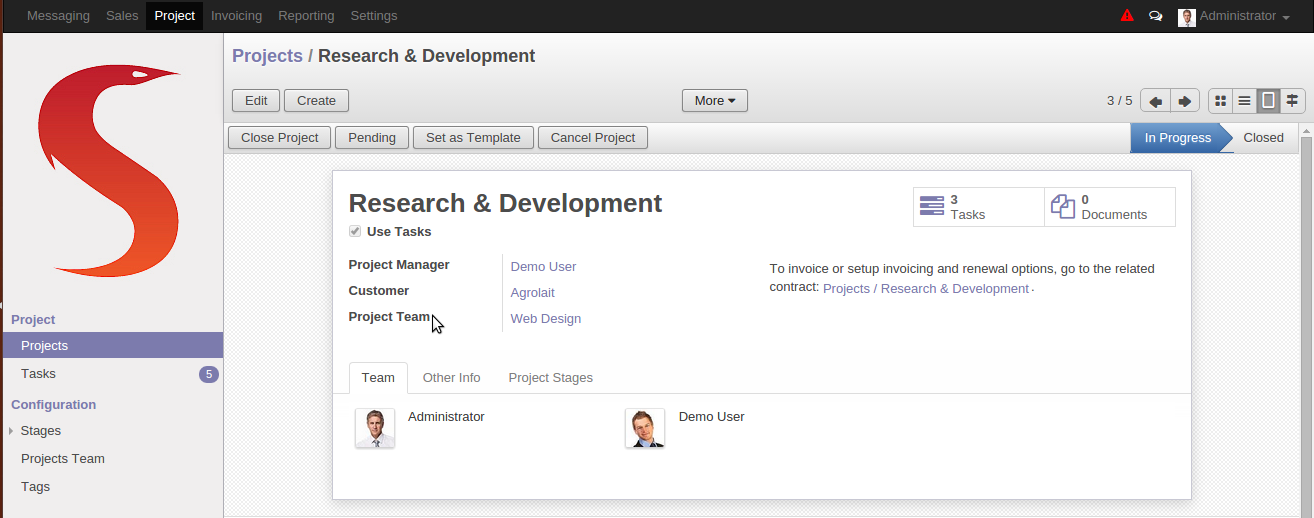 Messaging Sales Project Invoicing Reporting Settings Administrator
Projects / Research & Development
Edit Create More 3 / 5
Close Project Pending Set as Template Cancel Project In Progress Closed
Research & Development
3
Tasks
0
Documents
Use Tasks
Project Manager Demo User
Customer Agrolait
Project Team Web Design
To invoice or setup invoicing and renewal options, go to the related
contract: Projects / Research & Development .
Team Other Info Project Stages
Administrator Demo User
Project
Projects
Tasks 5
Configuration
Stages
Projects Team
Tags